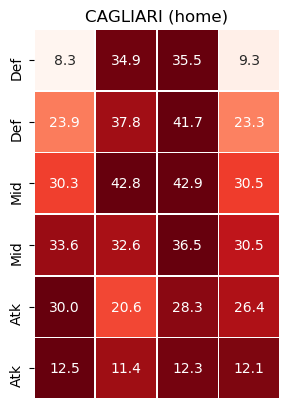 CAGLIARI (home)
Def 8.3 34.9 35.5 9.3
Def 23.9 37.8 41.7 23.3
Mid 30.3 42.8 42.9 30.5
Mid 33.6 32.6 36.5 30.5
Atk 30.0 20.6 28.3 26.4
Atk 12.5 11.4 12.3 12.1